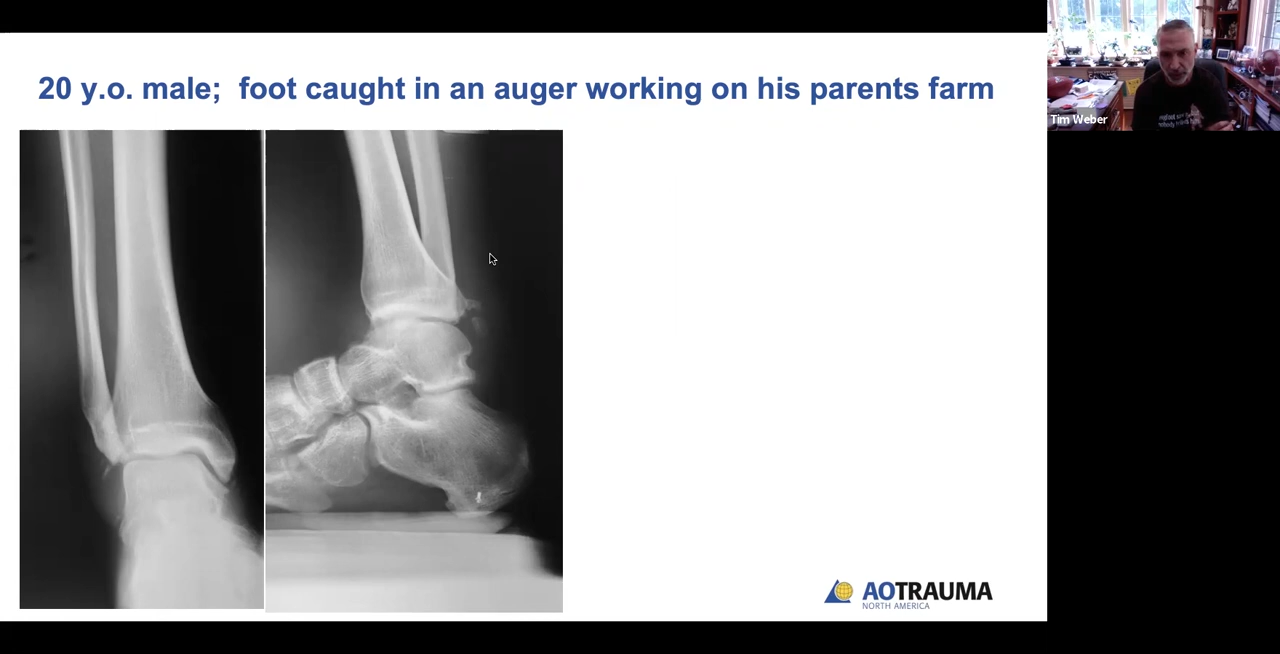 20 y.o. male; foot caught in an auger working on his parents farm
Tim Weber
AOTRAUMA
NORTH AMERICA